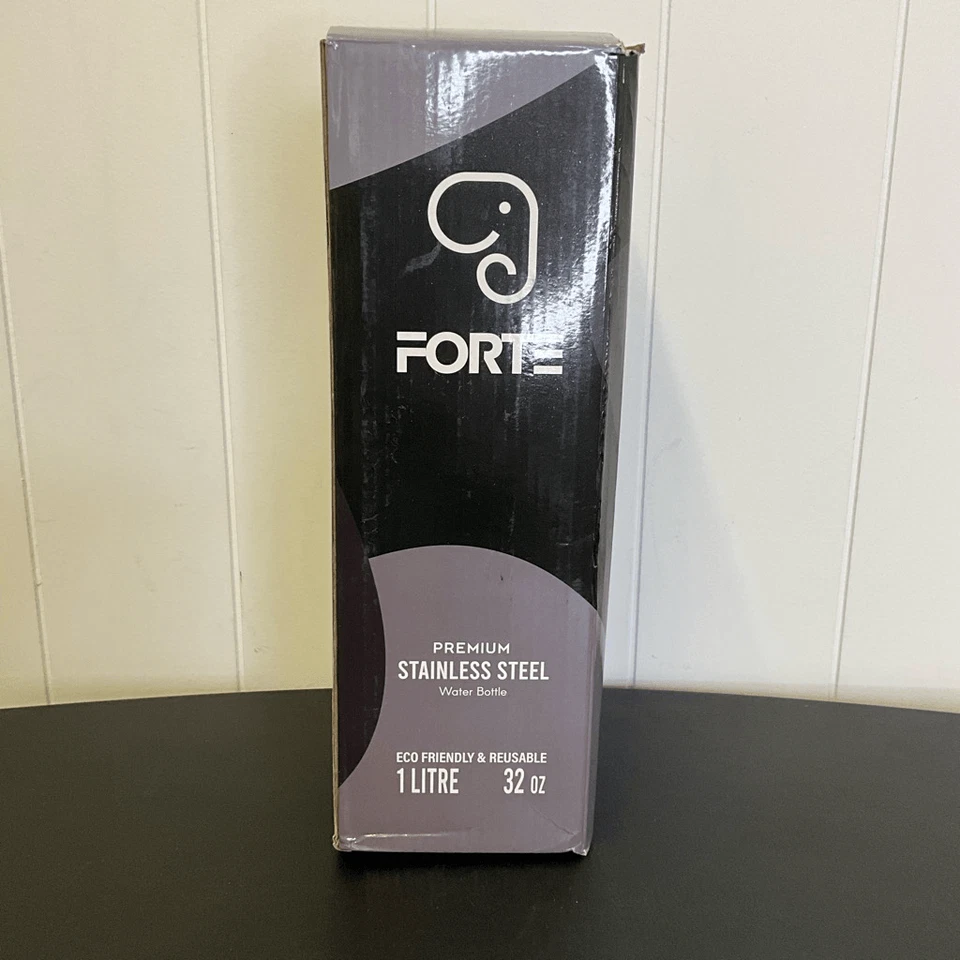 FORTE
PREMIUM
STAINLESS STEEL
Water Bottle
ECO FRIENDLY & REUSABLE
1 LITRE 32 OZ